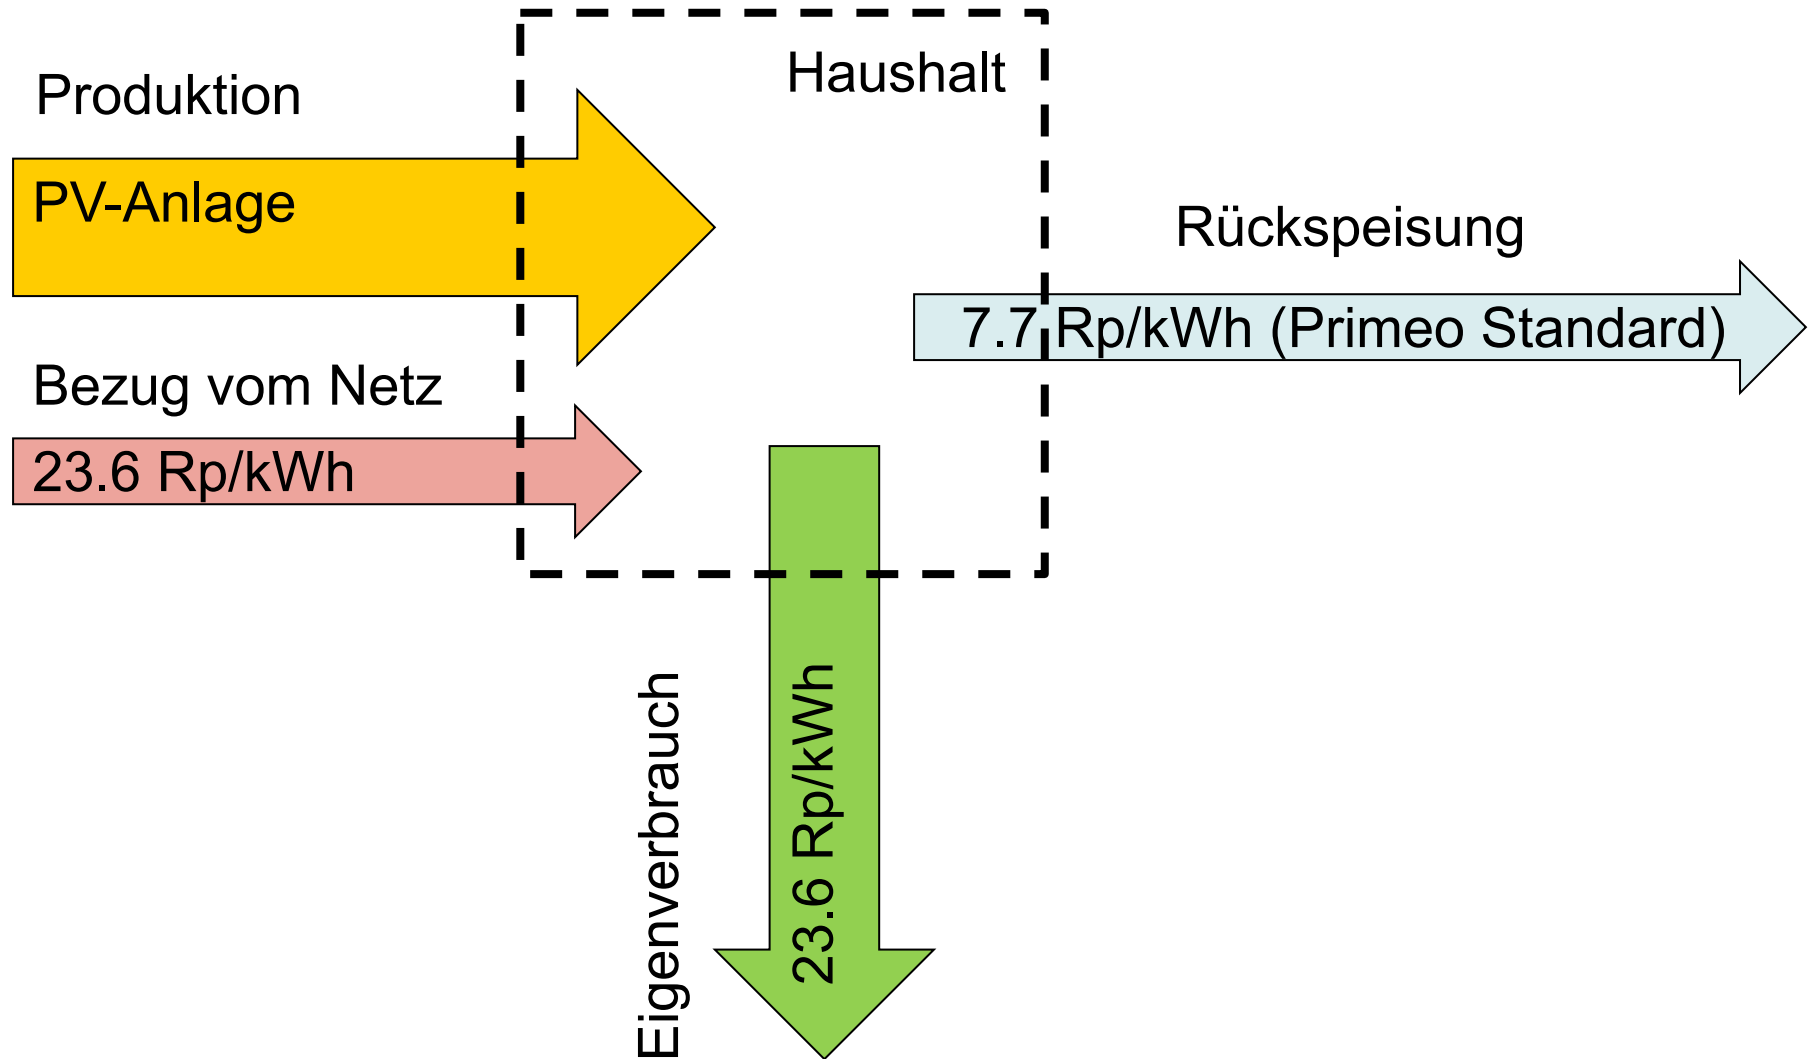 Haushalt
Produktion
PV-Anlage
Rückspeisung
7.7 Rp/kWh (Primeo Standard)
Bezug vom Netz
23.6 Rp/kWh
Eigenverbrauch
23.6 Rp/kWh